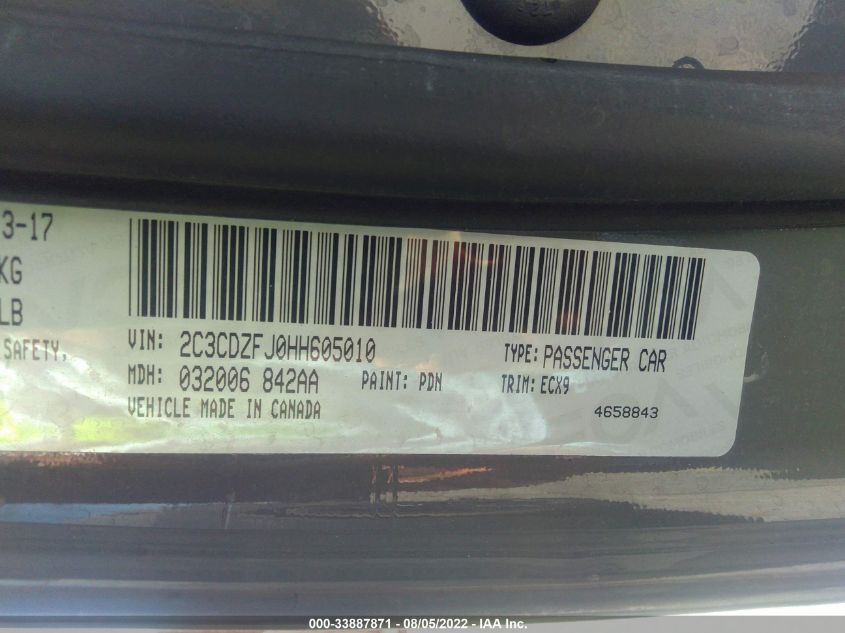 3-17
KG
LB
SAFETY,
VIN: 2C3CDZFJ0HH605010
TYPE: PASSENGER CAR
MDH: 032006 842AA
PAINT: PDN
TRIM: ECX9
VEHICLE MADE IN CANADA
4658843
000-33887871 - 08/05/2022 - IAA Inc.